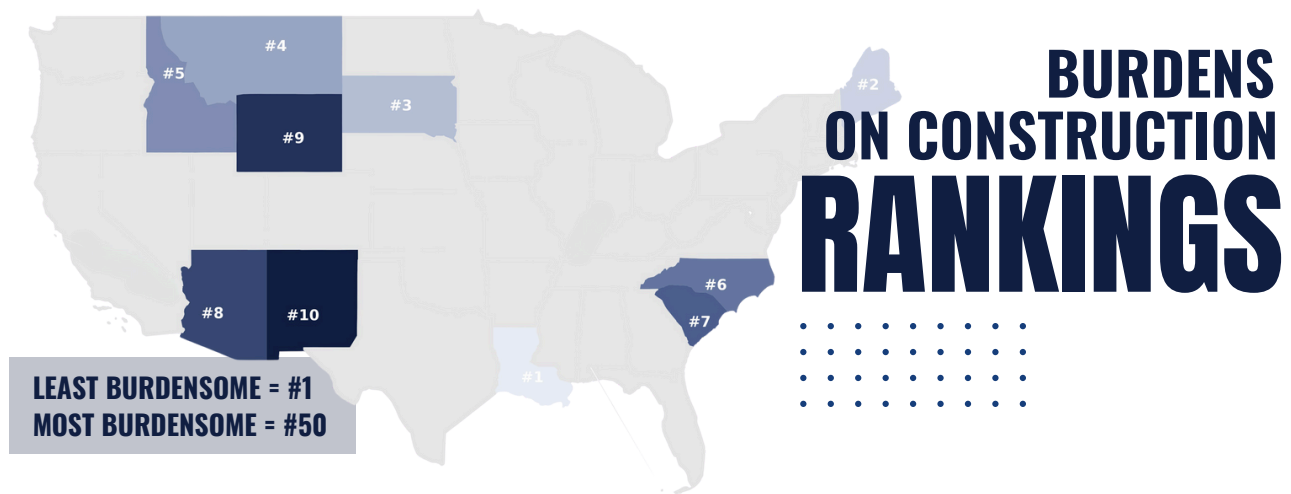 BURDENS
ON CONSTRUCTION
RANKINGS
#4
#5
#2
#3
#9
#6
#8
#10
#7
#1
LEAST BURDENSOME = #1
MOST BURDENSOME = #50